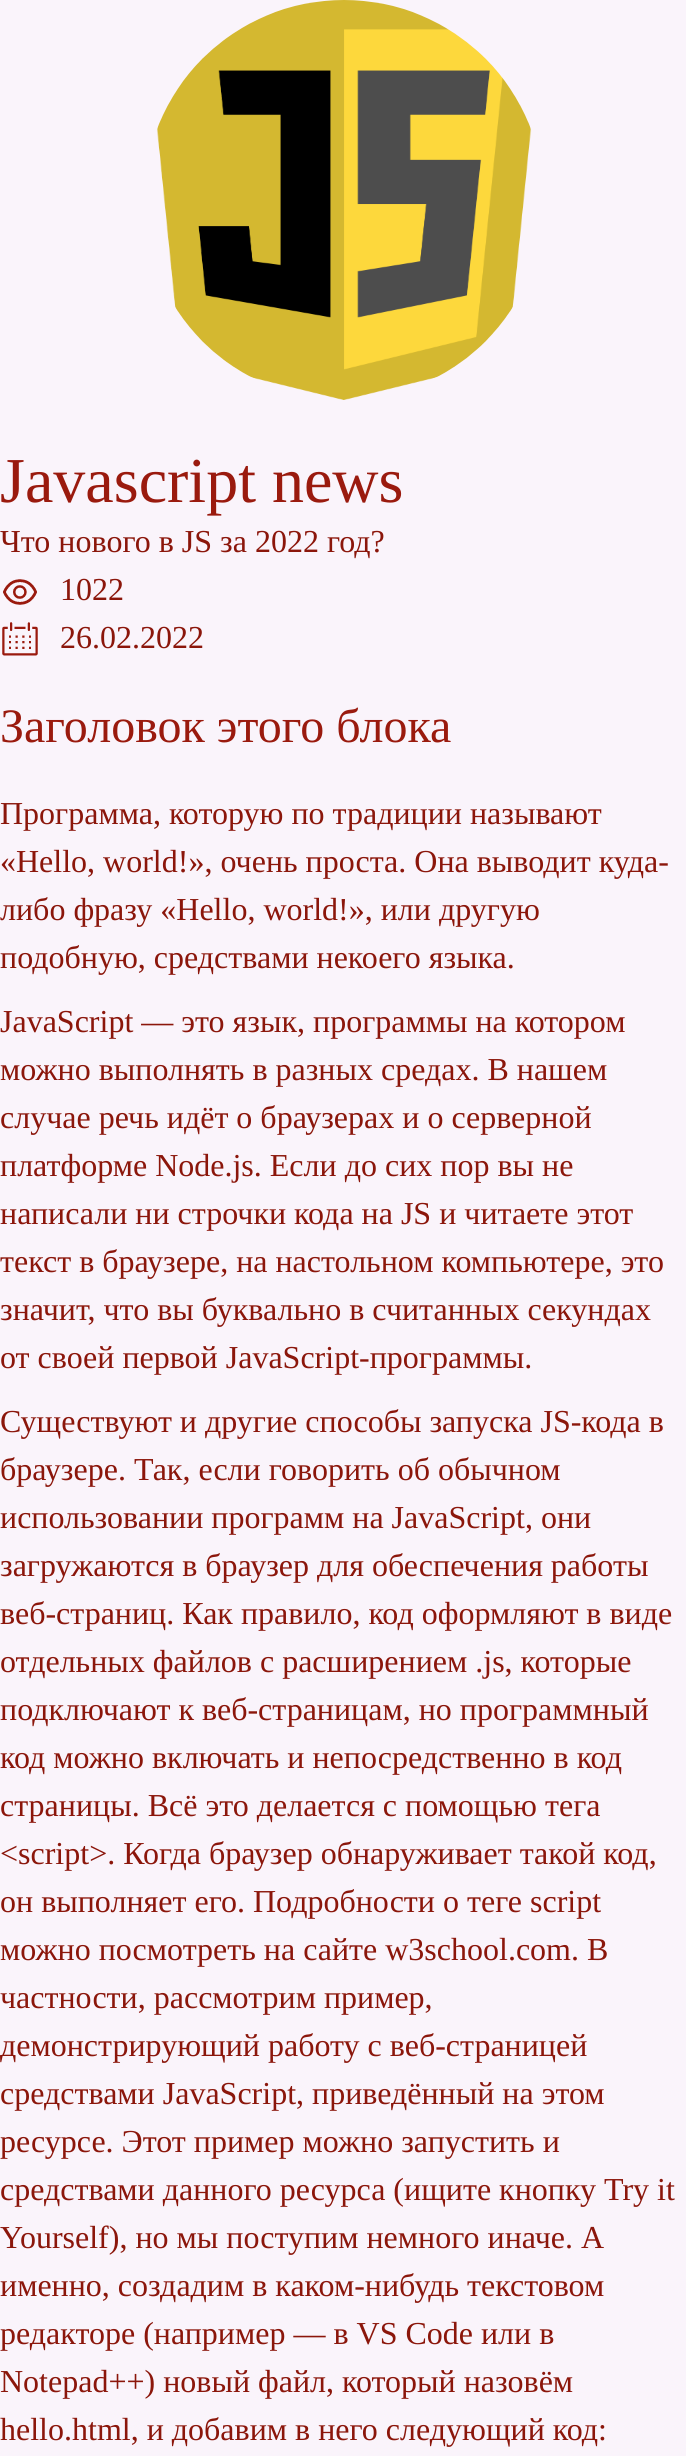 JS
Javascript news
Что нового в JS за 2022 год?
1022
26.02.2022
Заголовок этого блока
Программа, которую по традиции называют
«Hello, world!», очень проста. Она выводит куда-
либо фразу «Hello, world!», или другую
подобную, средствами некоего языка.
JavaScript — это язык, программы на котором
можно выполнять в разных средах. В нашем
случае речь идёт о браузерах и о серверной
платформе Node.js. Если до сих пор вы не
написали ни строчки кода на JS и читаете этот
текст в браузере, на настольном компьютере, это
значит, что вы буквально в считанных секундах
от своей первой JavaScript-программы.
Существуют и другие способы запуска JS-кода в
браузере. Так, если говорить об обычном
использовании программ на JavaScript, они
загружаются в браузер для обеспечения работы
веб-страниц. Как правило, код оформляют в виде
отдельных файлов с расширением .js, которые
подключают к веб-страницам, но программный
код можно включать и непосредственно в код
страницы. Всё это делается с помощью тега
<script>. Когда браузер обнаруживает такой код,
он выполняет его. Подробности о теге script
можно посмотреть на сайте w3school.com. В
частности, рассмотрим пример,
демонстрирующий работу с веб-страницей
средствами JavaScript, приведённый на этом
ресурсе. Этот пример можно запустить и
средствами данного ресурса (ищите кнопку Try it
Yourself), но мы поступим немного иначе. А
именно, создадим в каком-нибудь текстовом
редакторе (например — в VS Code или в
Notepad++) новый файл, который назовём
hello.html, и добавим в него следующий код: